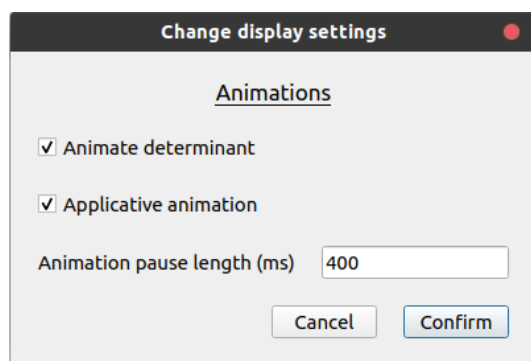 Change display settings
Animations
Animate determinant
Applicative animation
Animation pause length (ms) 400
Cancel Confirm